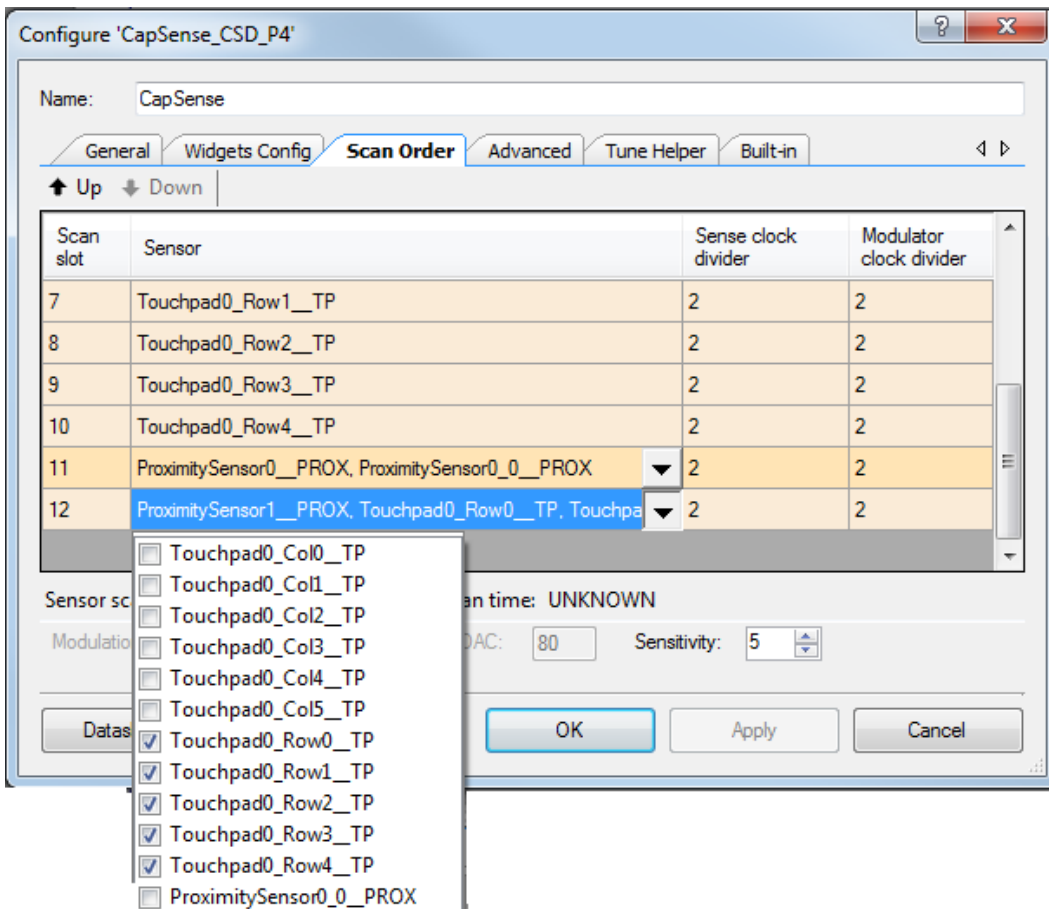 Configure 'CapSense_CSD_P4'
Name: CapSense
General Widgets Config Scan Order Advanced Tune Helper Built-in
Up Down
Scan slot Sensor Sense clock divider Modulator clock divider
7 Touchpad0_Row1__TP 2 2
8 Touchpad0_Row2__TP 2 2
9 Touchpad0_Row3__TP 2 2
10 Touchpad0_Row4__TP 2 2
11 ProximitySensor0__PROX, ProximitySensor0_0__PROX 2 2
12 ProximitySensor1__PROX, Touchpad0_Row0__TP, Touchpa 2 2
Touchpad0_Col0__TP
Touchpad0_Col1__TP
Sensor sc an time: UNKNOWN
Touchpad0_Col2__TP
Modulatio DAC: 80 Sensitivity: 5
Touchpad0_Col3__TP
Touchpad0_Col4__TP
Touchpad0_Col5__TP
Datas OK Apply Cancel
Touchpad0_Row0__TP
Touchpad0_Row1__TP
Touchpad0_Row2__TP
Touchpad0_Row3__TP
Touchpad0_Row4__TP
ProximitySensor0_0__PROX